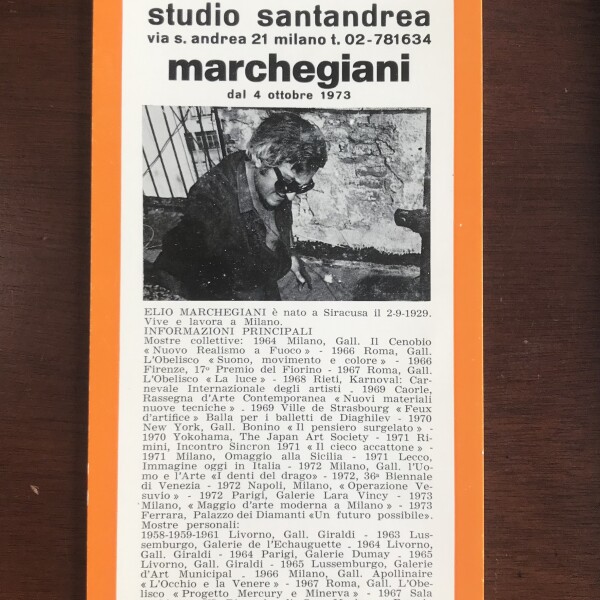 studio santandrea
via s. andrea 21 milano t. 02-781634
marchegiani
dal 4 ottobre 1973
ELIO MARCHEGIANI è nato a Siracusa il 2-9-1929.
Vive e lavora a Milano.
INFORMAZIONI PRINCIPALI
Mostre collettive: 1964 Milano, Gall. Il Cenobio
« Nuovo Realismo a Fuoco » - 1966 Roma, Gall.
L'Obelisco « Suono, movimento e colore » - 1966
Firenze, 17º Premio del Fiorino - 1967 Roma, Gall.
L'Obelisco « La luce » - 1968 Rieti, Karnoval: Car-
nevale Internazionale degli artisti . 1969 Caorle,
Rassegna d'Arte Contemporanea « Nuovi materiali
nuove tecniche » . 1969 Ville de Strasbourg « Feux
d'artifice » Balla per i balletti de Diaghilev - 1970
New York, Gall. Bonino « Il pensiero surgelato » -
1970 Yokohama, The Japan Art Society - 1971 Ri-
mini, Incontro Sincron 1971 « Il cieco accattone » -
1971 Milano, Omaggio alla Sicilia - 1971 Lecco,
Immagine oggi in Italia - 1972 Milano, Gall. l'Uo-
mo e l'Arte «I denti del drago» - 1972, 36ª Biennale
di Venezia - 1972 Napoli, Milano, « Operazione Ve-
suvio » - 1972 Parigi, Galerie Lara Vincy - 1973
Milano, « Maggio d'arte moderna a Milano » - 1973
Ferrara, Palazzo dei Diamanti «Un futuro possibile».
Mostre personali:
1958-1959-1961 Livorno, Gall. Giraldi - 1963 Lus-
semburgo, Galerie de l'Echauguette . 1964 Livorno,
Gall. Giraldi - 1964 Parigi, Galerie Dumay . 1965
Livorno, Gall. Giraldi - 1965 Lussemburgo, Galerie
d'Art Municipal . 1966 Milano, Gall. Apollinaire
« L'Occhio e la Venere » - 1967 Roma, Gall. L'Obe-
lisco « Progetto Mercury e Minerva » - 1967 Sala